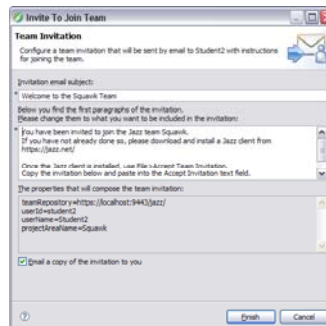 Invite To Join Team
Team Invitation
Configure a team invitation that will be sent by email to Student2 with instructions
for joining the team.
Invitation email subject:
* Welcome to the Squawk Team
Below you find the first paragraphs of the invitation.
Please change them to what you want to be included in the invitation:
* You have been invited to join the Jazz team Squawk.
If you have not already done so, please download and install a Jazz client from
https://jazz.net/
Once the Jazz client is installed, use File > Accept Team Invitation.
Copy the invitation below and paste into the Accept Invitation text field.
The properties that will compose the team invitation:
teamRepository=https://localhost:9443/jazz/
userId=student2
userName=Student2
projectAreaName=Squawk
Email a copy of the invitation to you
Finish
Cancel